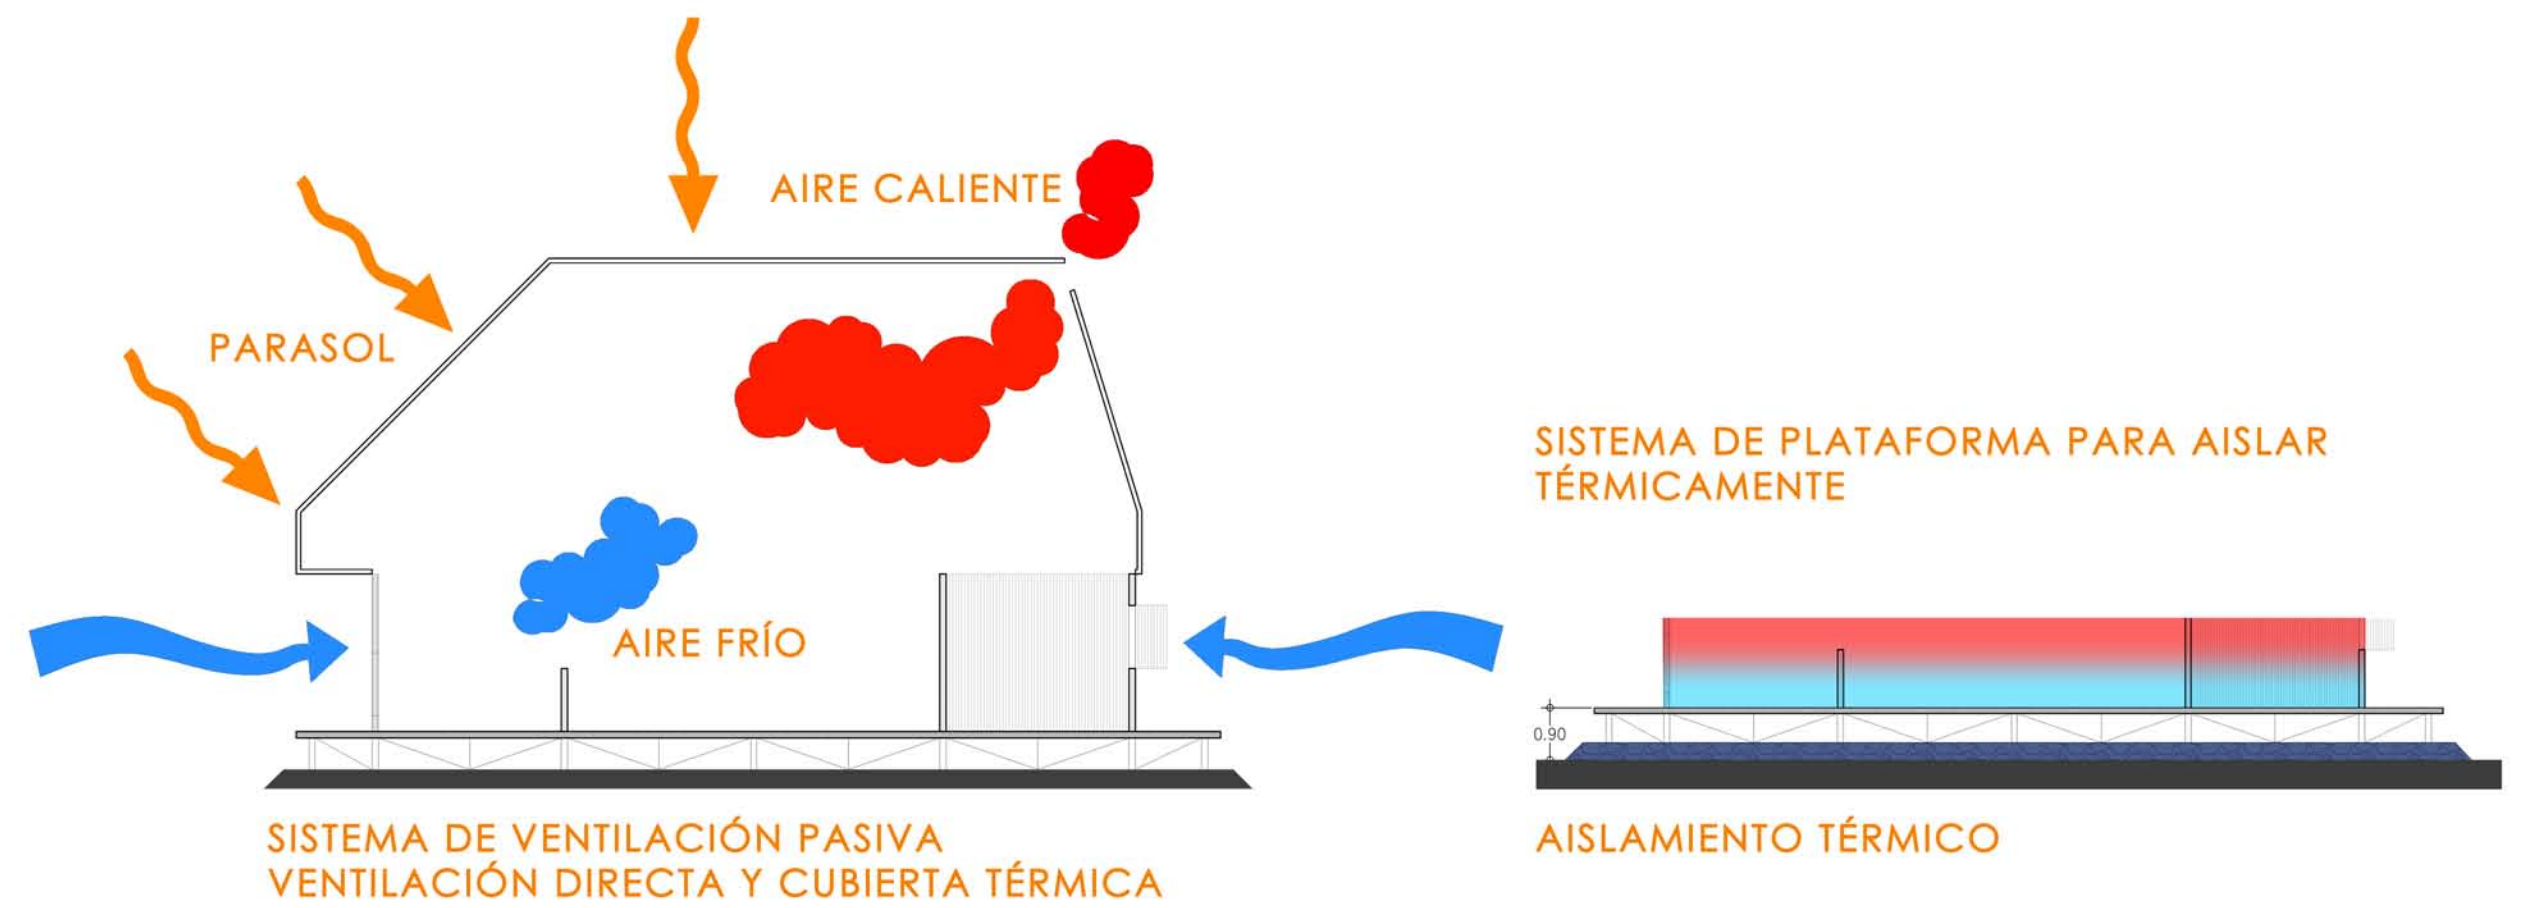 AIRE CALIENTE
PARASOL
AIRE FRÍO
SISTEMA DE VENTILACIÓN PASIVA
VENTILACIÓN DIRECTA Y CUBIERTA TÉRMICA
SISTEMA DE PLATAFORMA PARA AISLAR
TÉRMICAMENTE
0.90
AISLAMIENTO TÉRMICO